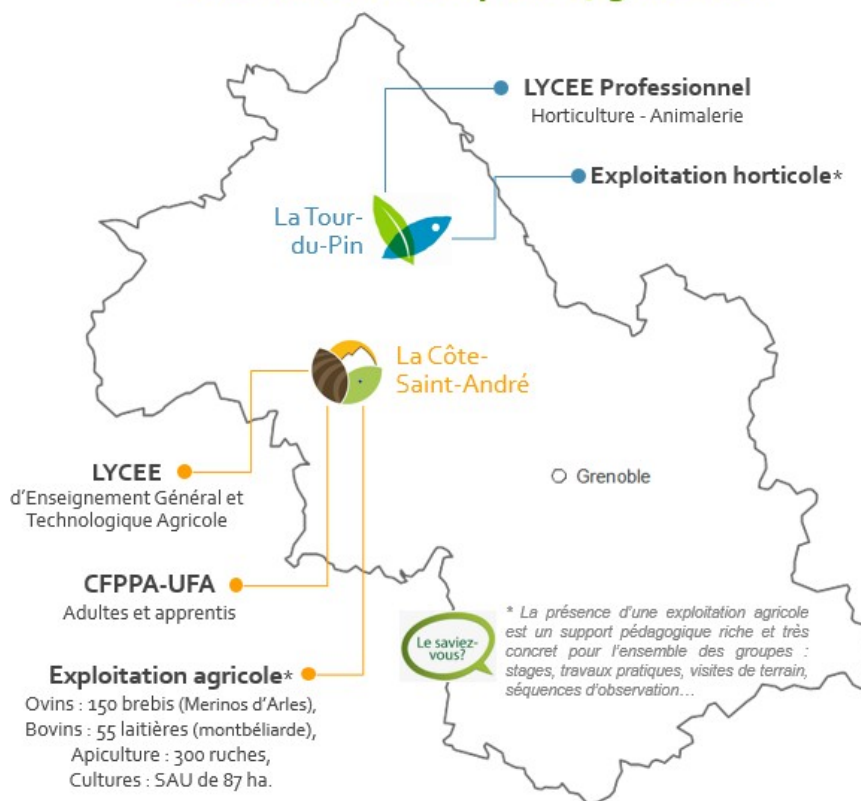 LYCEE Professionnel
Horticulture - Animalerie
Exploitation horticole*
La Tour-
du-Pin
La Côte-
Saint-André
LYCEE
d'Enseignement Général et
Technologique Agricole
Grenoble
CFPPA-UFA
Adultes et apprentis
Le saviez-
vous?
* La présence d'une exploitation agricole
est un support pédagogique riche et très
concret pour l'ensemble des groupes :
stages, travaux pratiques, visites de terrain,
séquences d'observation...
Exploitation agricole*
Ovins : 150 brebis (Merinos d'Arles),
Bovins : 55 laitières (montbéliarde),
Apiculture : 300 ruches,
Cultures : SAU de 87 ha.